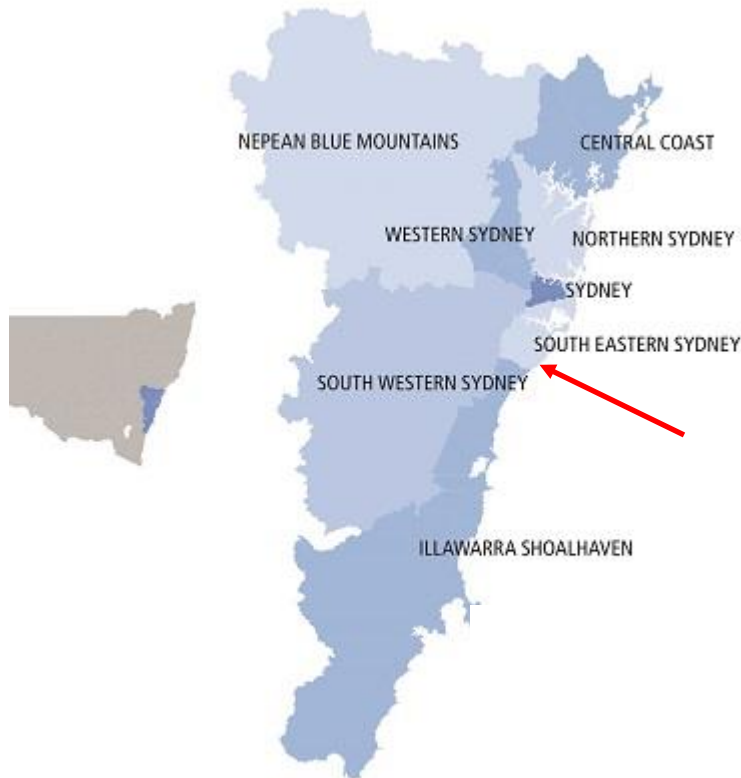 NEPEAN BLUE MOUNTAINS
CENTRAL COAST
WESTERN SYDNEY
NORTHERN SYDNEY
SYDNEY
SOUTH EASTERN SYDNEY
SOUTH WESTERN SYDNEY
ILLAWARRA SHOALHAVEN